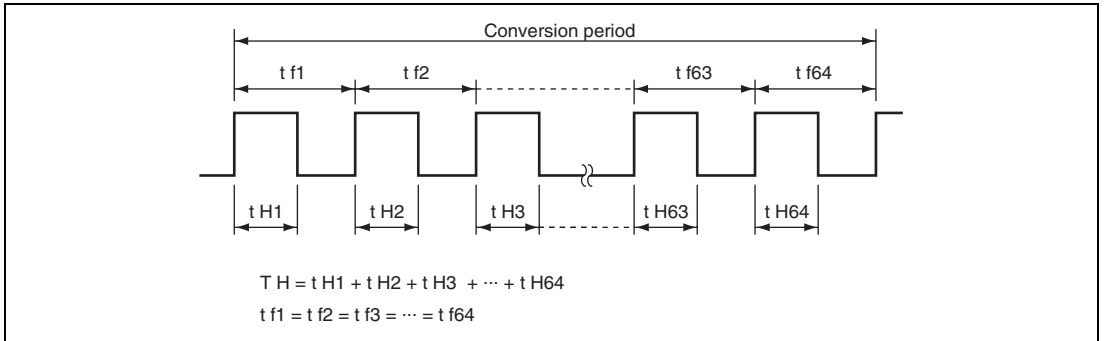 Conversion period
t f1 t f2 t f63 t f64
t H1 t H2 t H3 t H63 t H64
T H = t H1 + t H2 + t H3 + ··· + t H64
t f1 = t f2 = t f3 = ··· = t f64